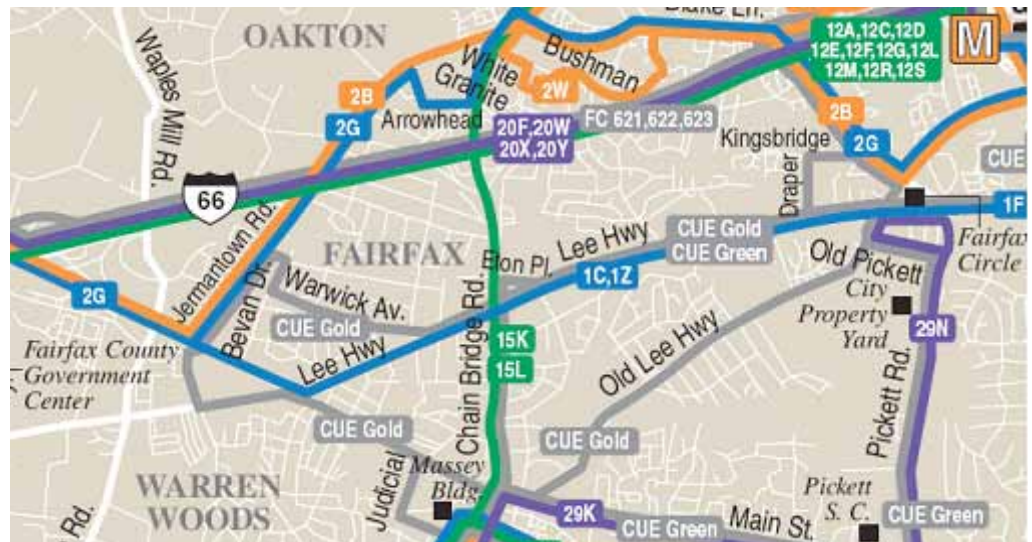 Blake Ln.
OAKTON
Waples Mill Rd.
White
Granite
Bushman
12A,12C,12D
12E,12F,12G,12L
12M,12R,12S
M
2B
2W
2G
Arrowhead
20F,20W
20X,20Y
FC 621,622,623
Kingsbridge
2B
2G
CUE
66
Draper
1F
Jermantown Rd.
FAIRFAX
Elon Pl.
Lee Hwy
CUE Gold
CUE Green
Fairfax
Circle
1C,1Z
Old Pickett
2G
Bevan Dr.
Warwick Av.
CUE Gold
City
Property
Yard
29N
Fairfax County
Government
Center
Lee Hwy
Chain Bridge Rd.
15K
15L
Old Lee Hwy
Pickett Rd.
CUE Gold
CUE Gold
WARREN
WOODS
Judicial
Massey
Bldg.
Pickett
S. C.
29K
CUE Green
Main St.
CUE Green
Rd.